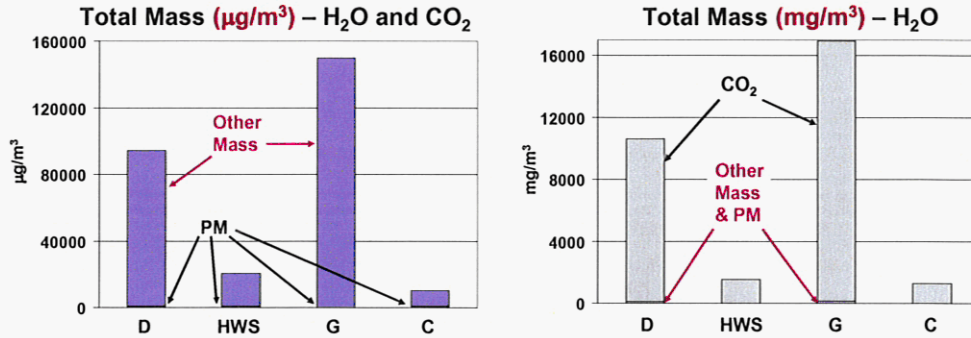 Total Mass (µg/m³) – H₂O and CO₂
160000
120000
80000
40000
0
µg/m³
Other
Mass
PM
D HWS G C
Total Mass (mg/m³) – H₂O
16000
12000
8000
4000
0
mg/m³
CO₂
Other
Mass
& PM
D HWS G C